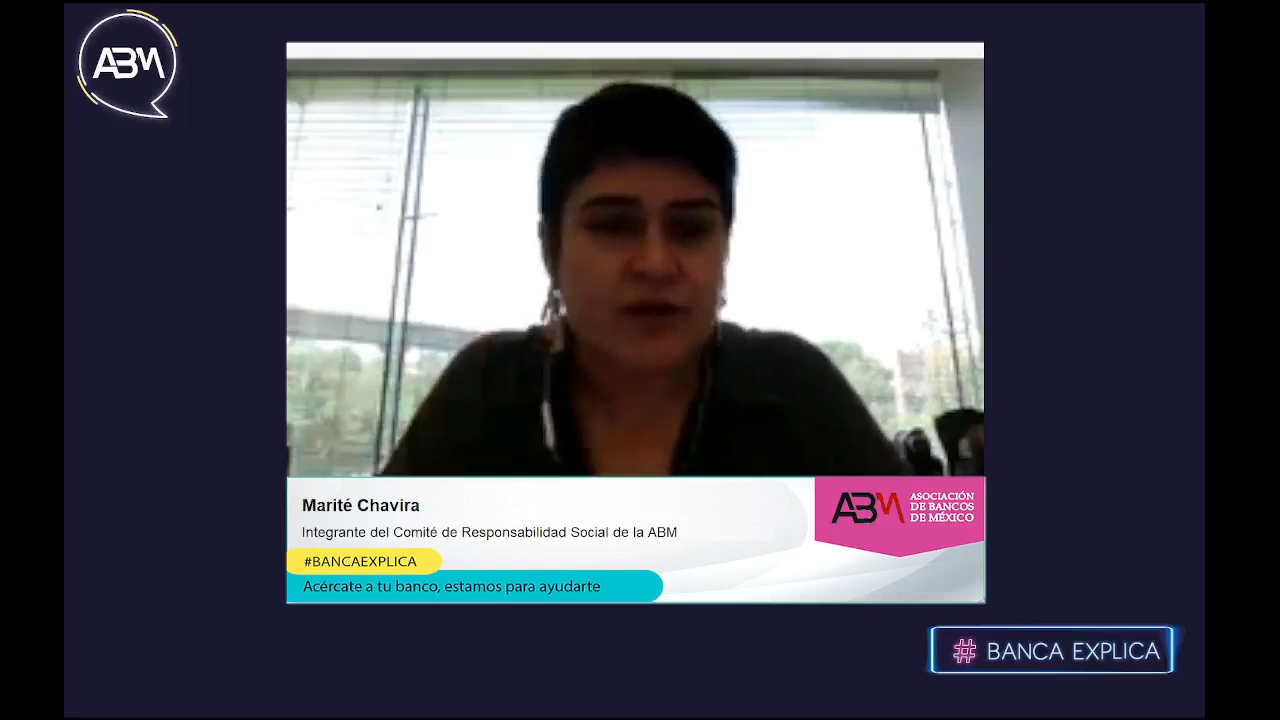 ABM
Marité Chavira
Integrante del Comité de Responsabilidad Social de la ABM
#BANCAEXPLICA
Acércate a tu banco, estamos para ayudarte
ABM
ASOCIACIÓN
DE BANCOS
DE MÉXICO
# BANCA EXPLICA